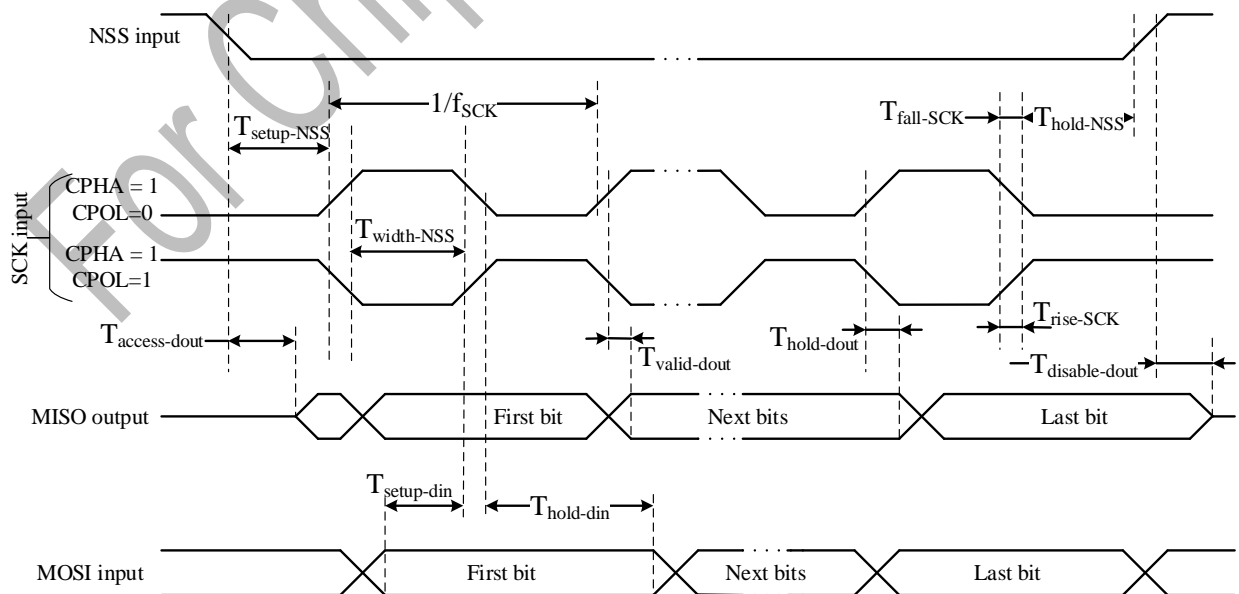 NSS input
1/fSCK
Tsetup-NSS
Tfall-SCK
Thold-NSS
SCK input
CPHA = 1
CPOL=0
Twidth-NSS
CPHA = 1
CPOL=1
Taccess-dout
Tvalid-dout
Thold-dout
Trise-SCK
Tdisable-dout
MISO output
First bit
Next bits
Last bit
Tsetup-din
Thold-din
MOSI input
First bit
Next bits
Last bit
For